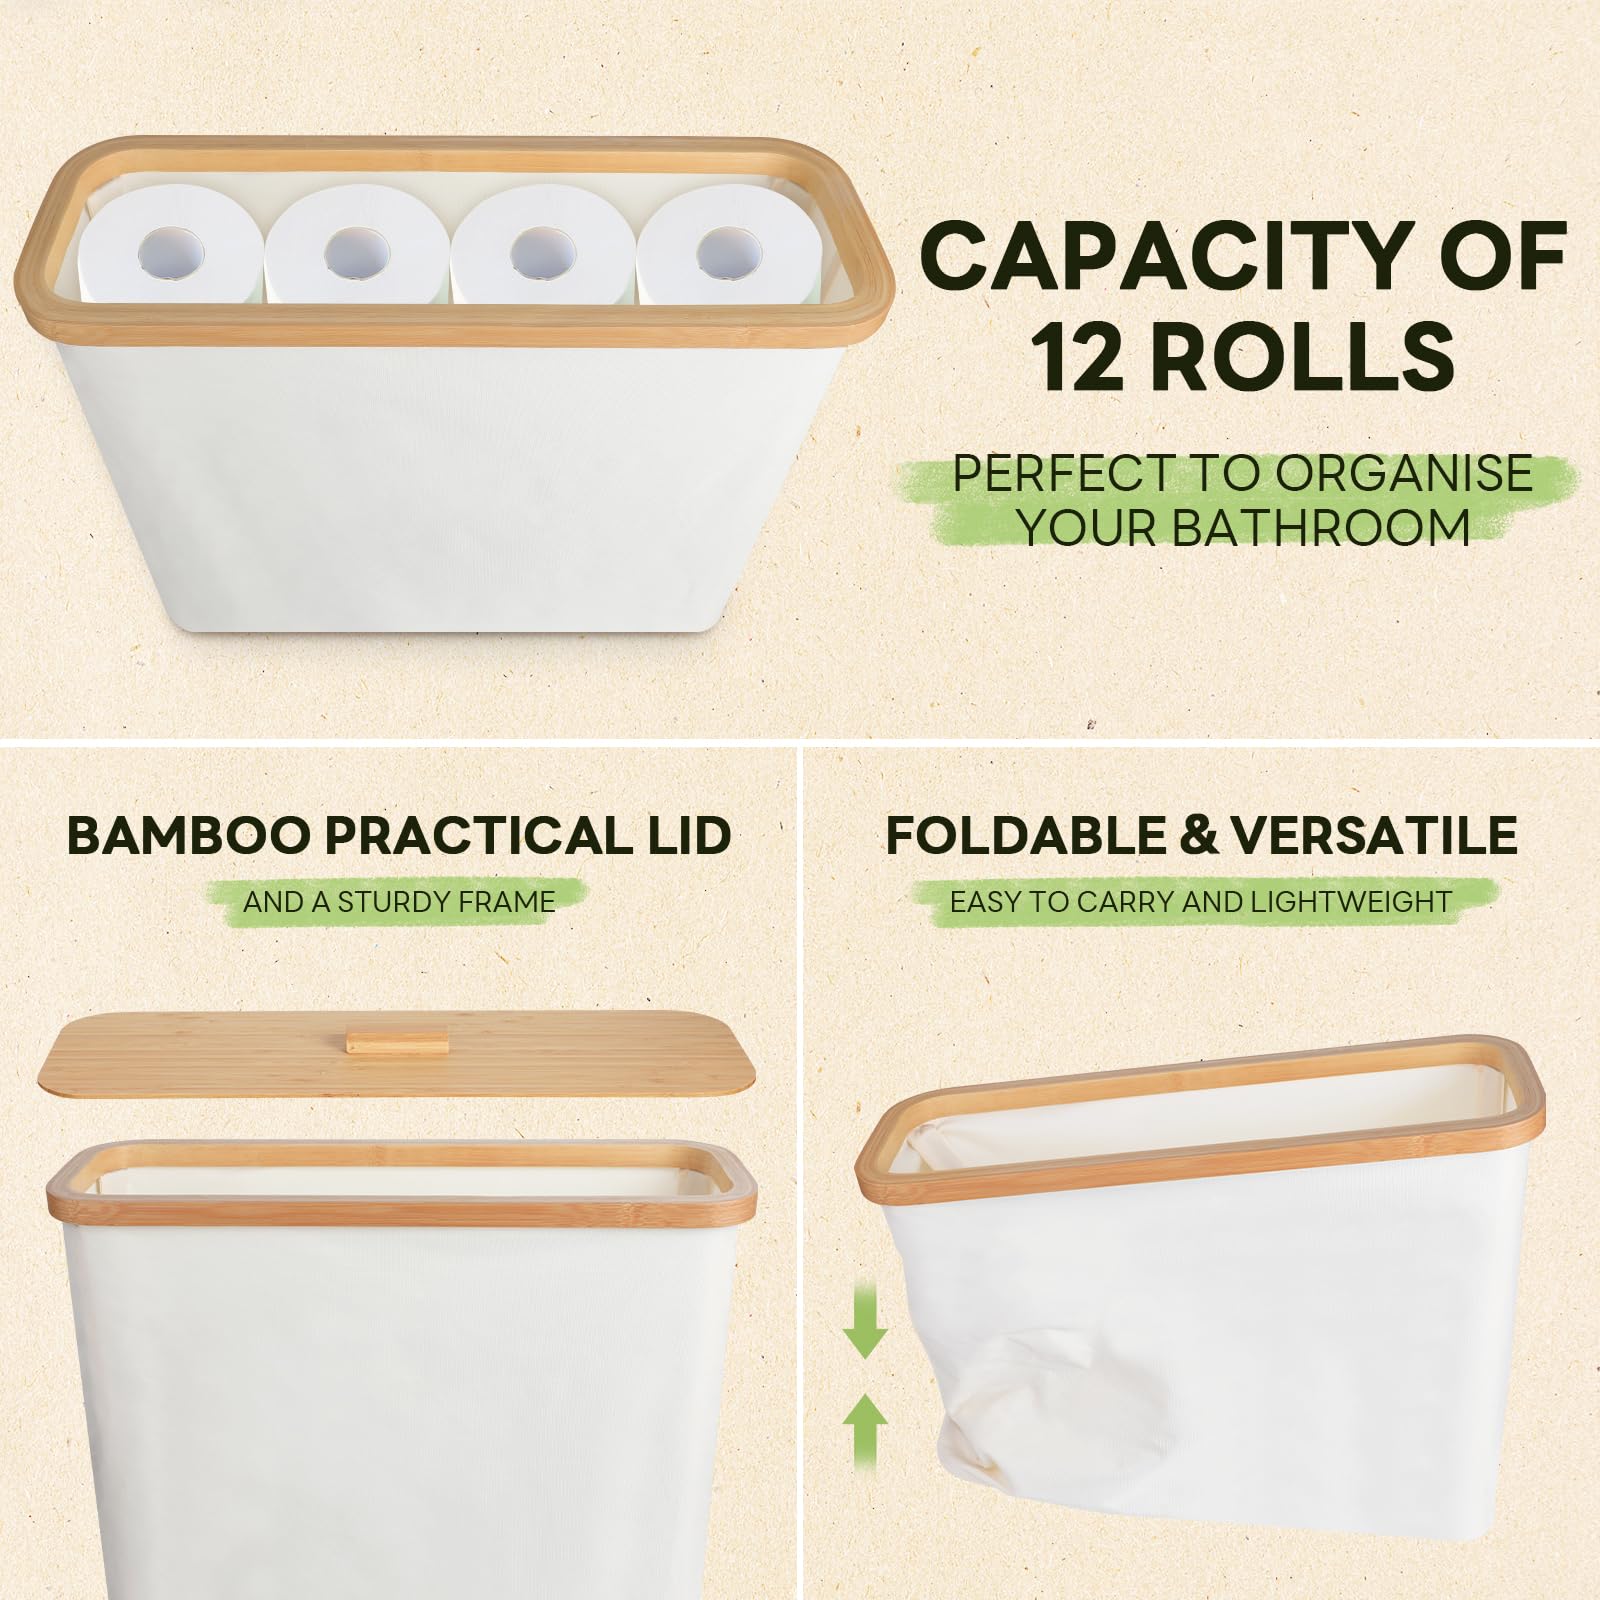 CAPACITY OF
12 ROLLS
PERFECT TO ORGANISE
YOUR BATHROOM
BAMBOO PRACTICAL LID
AND A STURDY FRAME
FOLDABLE & VERSATILE
EASY TO CARRY AND LIGHTWEIGHT